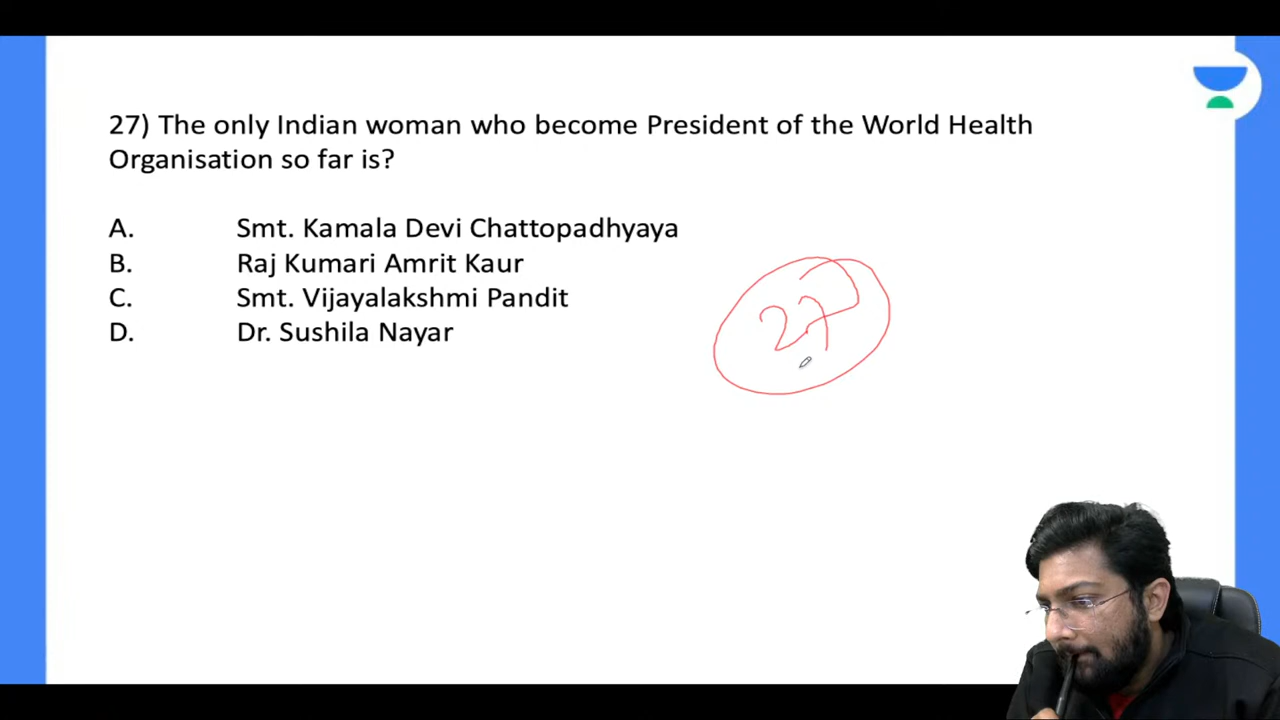 27) The only Indian woman who become President of the World Health
Organisation so far is?
A. Smt. Kamala Devi Chattopadhyaya
B. Raj Kumari Amrit Kaur
C. Smt. Vijayalakshmi Pandit
D. Dr. Sushila Nayar
27